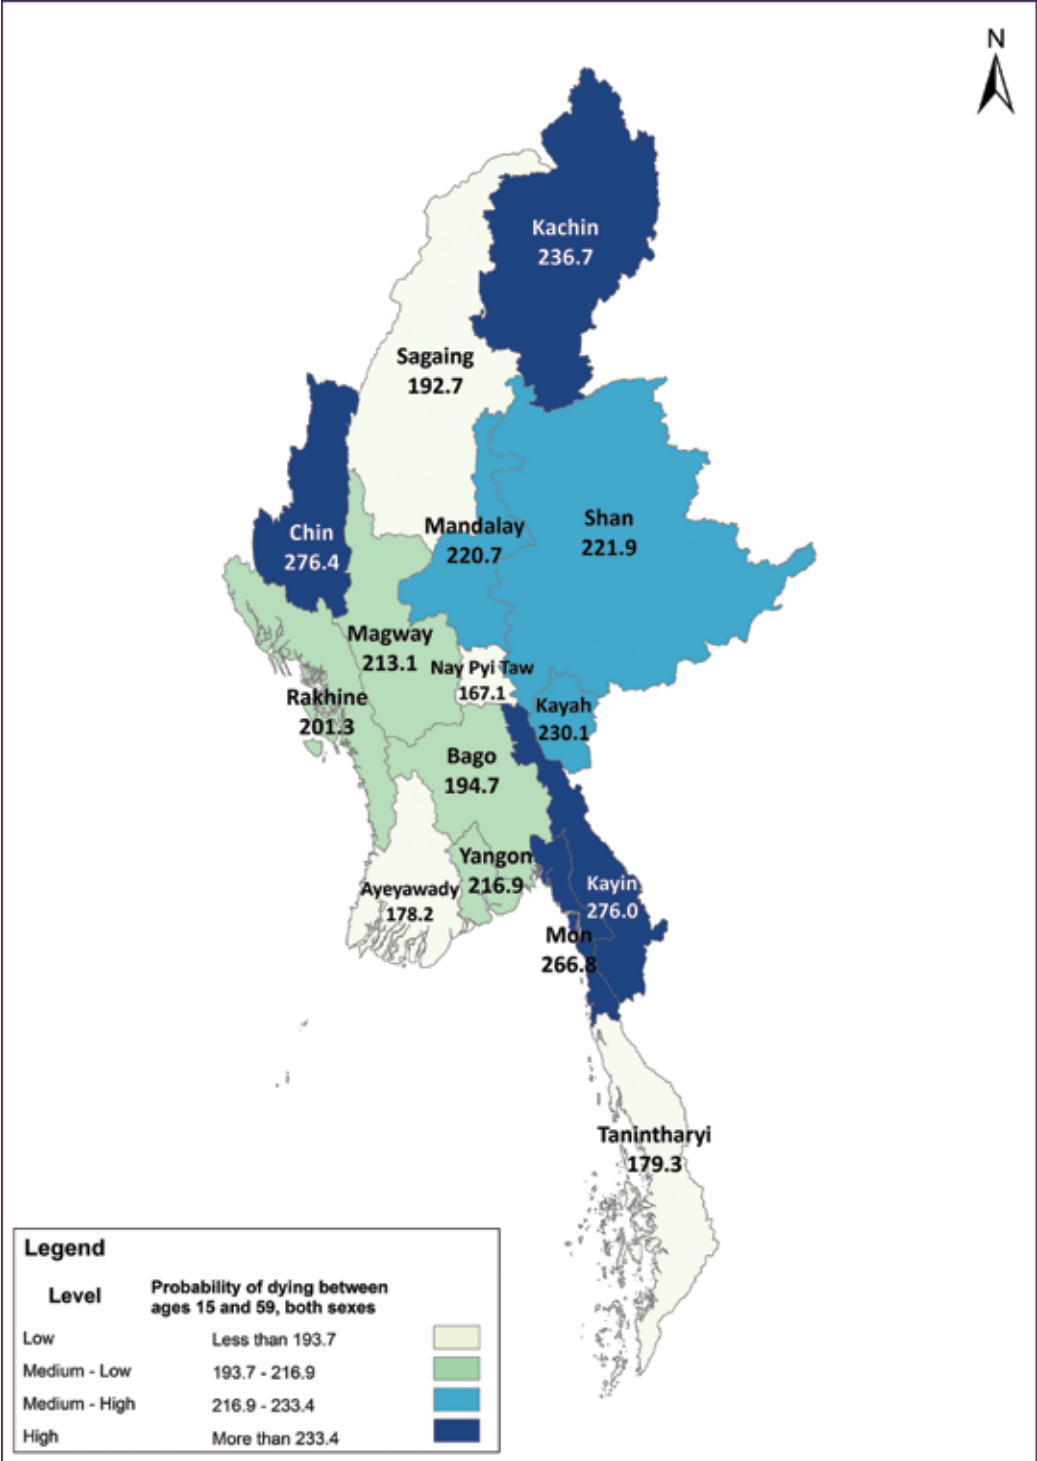 N
Kachin
236.7
Sagaing
192.7
Chin
276.4
Mandalay
220.7
Shan
221.9
Magway
213.1
Nay Pyi Taw
167.1
Rakhine
201.3
Kayah
230.1
Bago
194.7
Yangon
216.9
Ayeyawady
178.2
Kayin
276.0
Mon
266.8
Tanintharyi
179.3
Legend
Level
Probability of dying between
ages 15 and 59, both sexes
Low Less than 193.7
Medium - Low 193.7 - 216.9
Medium - High 216.9 - 233.4
High More than 233.4